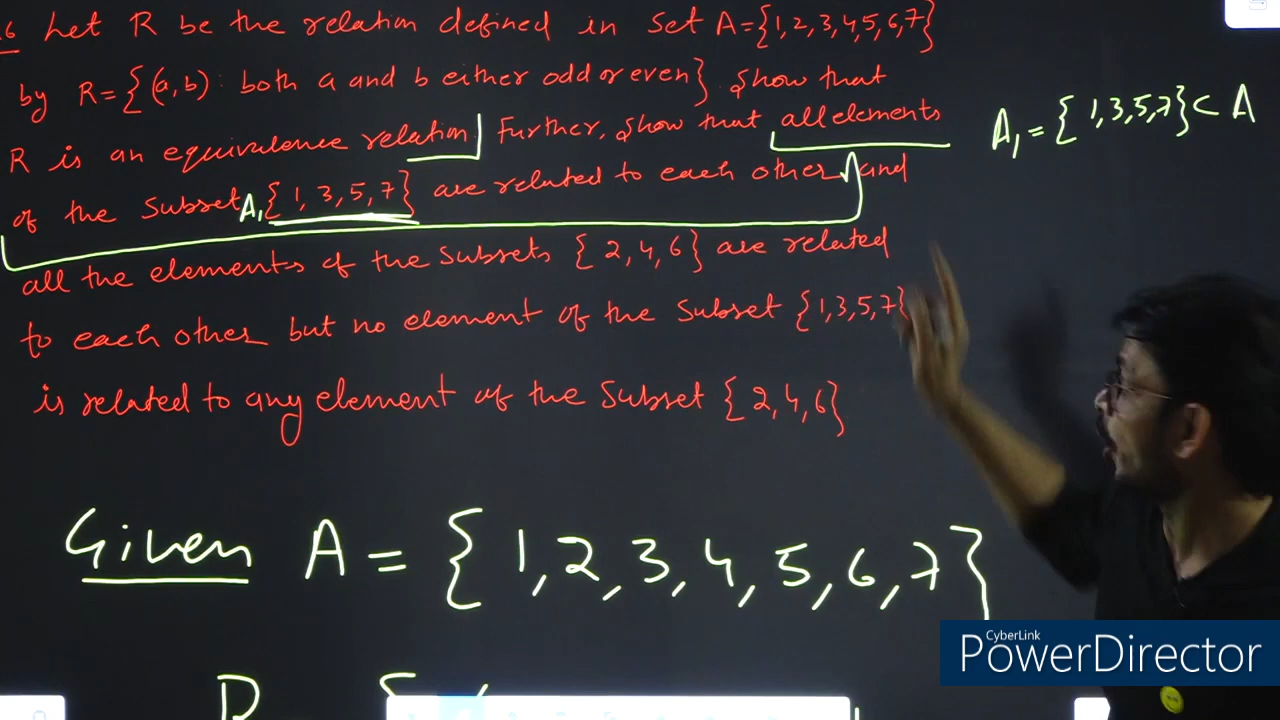 6 Let R be the relation defined in Set A={1,2,3,4,5,6,7}
by R={(a,b): both a and b either odd or even}. Show that
R is an equivalence relation. Further, Show that all elements
of the Subset A₁{1,3,5,7} are related to each other and
all the elements of the Subsets {2,4,6} are related
to each other but no element of the Subset {1,3,5,7}
is related to any element of the Subset {2,4,6}
A₁={1,3,5,7}⊂A
Given A={1,2,3,4,5,6,7}
CyberLink
PowerDirector